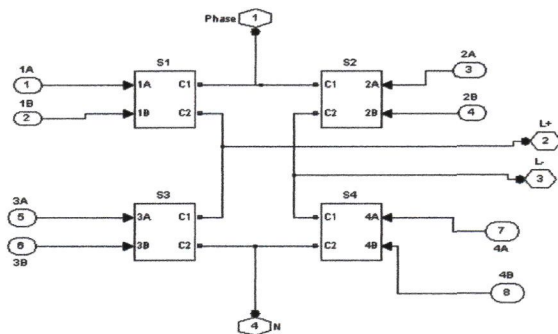 Phase 1
S1 S2
1A 1A C1 C1 2A 2A
1 3
1B 1B C2 C2 2B 2B
2 4
L+
2
L-
3
S3 S4
3A 3A C1 C1 4A
5 7
4A
6 3B C2 C2 4B
3B
4B
8
4 N